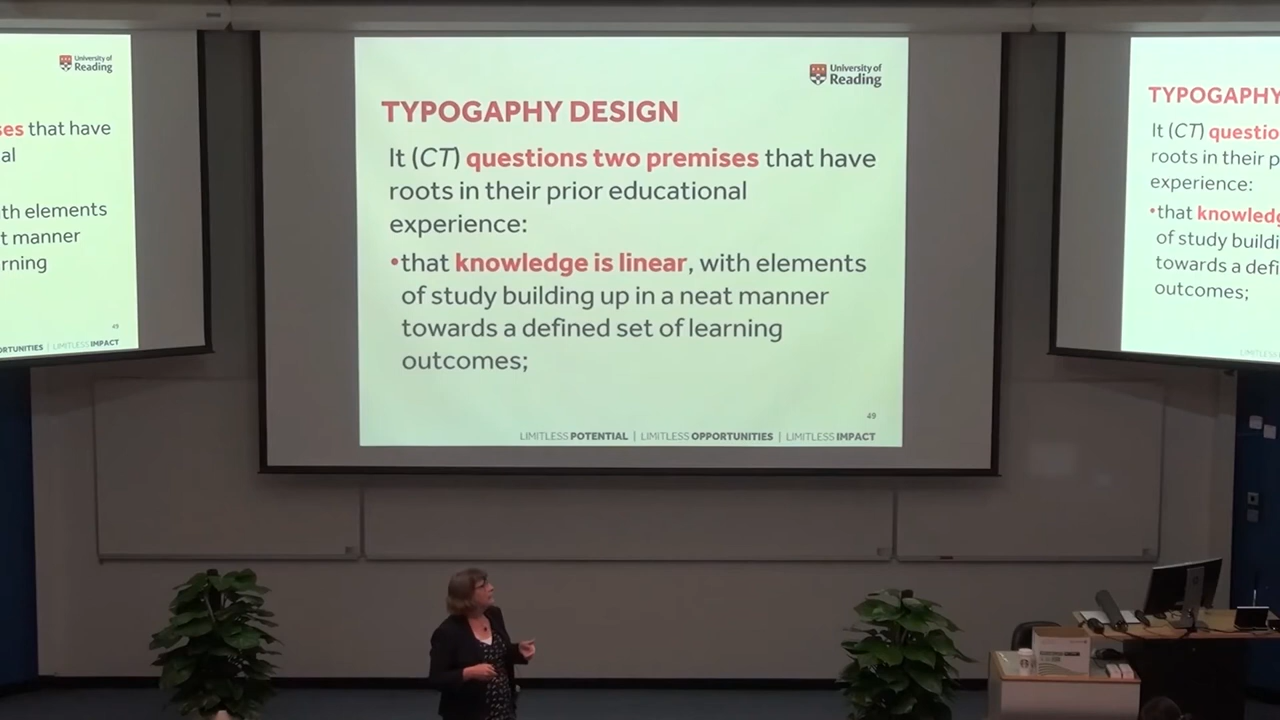 University of
Reading
ses that have
al
th elements
t manner
rning
49
ORTUNITIES | LIMITLESS IMPACT
University of
Reading
TYPOGAPHY DESIGN
It (CT) questions two premises that have
roots in their prior educational
experience:
•that knowledge is linear, with elements
of study building up in a neat manner
towards a defined set of learning
outcomes;
49
LIMITLESS POTENTIAL | LIMITLESS OPPORTUNITIES | LIMITLESS IMPACT
TYPOGAPHY
It (CT) questio
roots in their p
experience:
•that knowledg
of study buildi
towards a defi
outcomes;
LIMITLESS